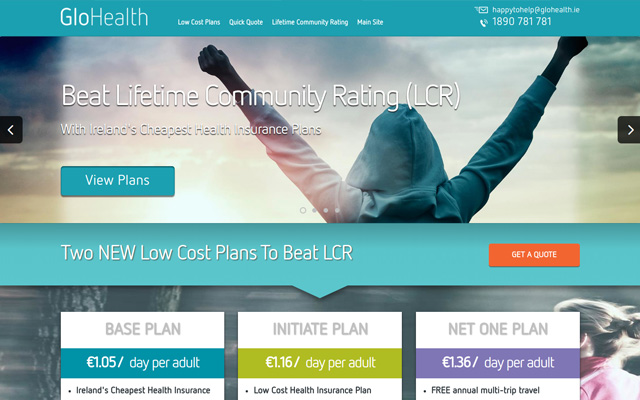 GloHealth
Low Cost Plans Quick Quote Lifetime Community Rating Main Site
happytohelp@glohealth.ie
1890 781 781
Beat Lifetime Community Rating (LCR)
With Ireland's Cheapest Health Insurance Plans
View Plans
Two NEW Low Cost Plans To Beat LCR
GET A QUOTE
BASE PLAN
€1.05/ day per adult
• Ireland's Cheapest Health Insurance
INITIATE PLAN
€1.16/ day per adult
• Low Cost Health Insurance Plan
NET ONE PLAN
€1.36/ day per adult
• FREE annual multi-trip travel